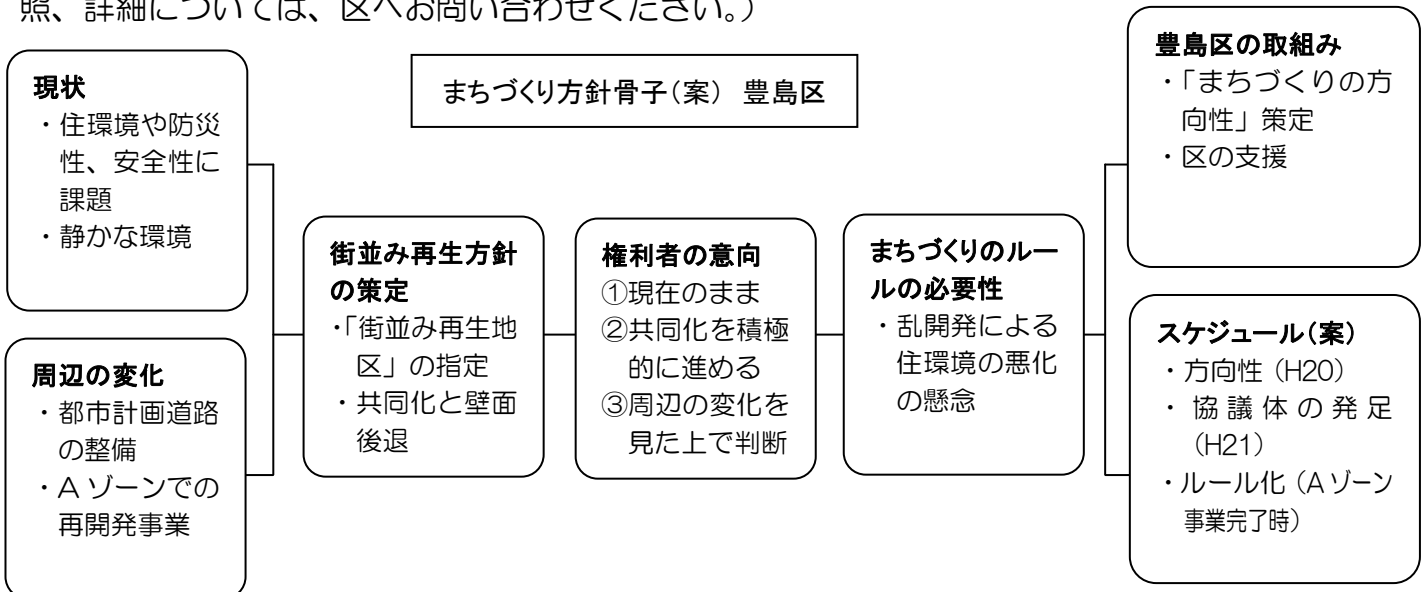 照、詳細については、区へお問い合わせください。）
まちづくり方針骨子（案）　豊島区
現状
・住環境や防災
性、安全性に
課題
・静かな環境
周辺の変化
・都市計画道路
の整備
・A ゾーンでの
再開発事業
街並み再生方針
の策定
・「街並み再生地
区」の指定
・共同化と壁面
後退
権利者の意向
①現在のまま
②共同化を積極
的に進める
③周辺の変化を
見た上で判断
まちづくりのルー
ルの必要性
・乱開発による
住環境の悪化
の懸念
豊島区の取組み
・「まちづくりの方
向性」策定
・区の支援
スケジュール（案）
・方向性（H20）
・協議体の発足
（H21）
・ルール化（A ゾーン
事業完了時）